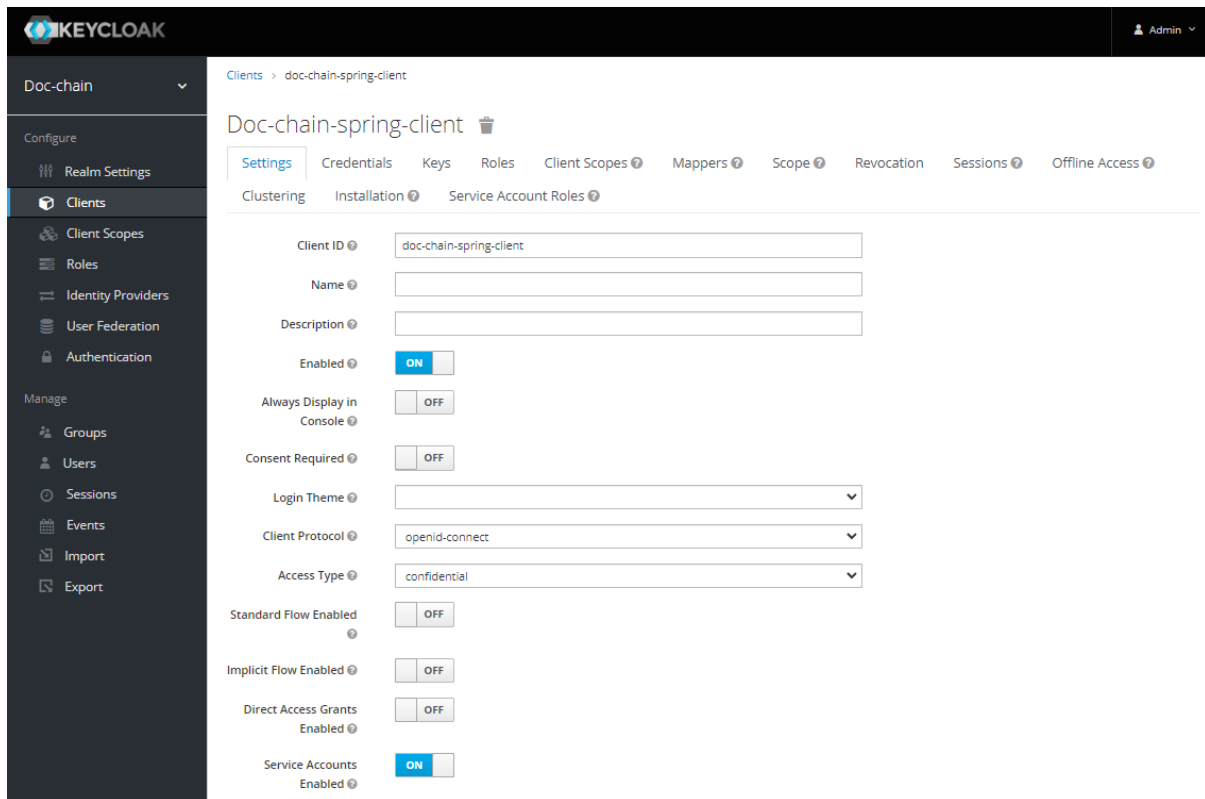 KEYCLOAK
Admin
Doc-chain
Configure
Realm Settings
Clients
Client Scopes
Roles
Identity Providers
User Federation
Authentication
Manage
Groups
Users
Sessions
Events
Import
Export
Clients > doc-chain-spring-client
Doc-chain-spring-client
Settings Credentials Keys Roles Client Scopes Mappers Scope Revocation Sessions Offline Access
Clustering Installation Service Account Roles
Client ID doc-chain-spring-client
Name
Description
Enabled ON
Always Display in
Console OFF
Consent Required OFF
Login Theme
Client Protocol openid-connect
Access Type confidential
Standard Flow Enabled OFF
Implicit Flow Enabled OFF
Direct Access Grants
Enabled OFF
Service Accounts
Enabled ON